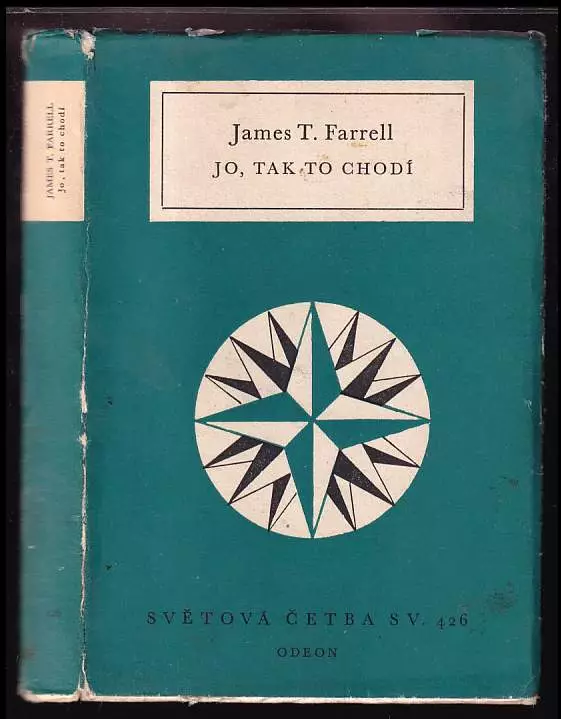 JAMES T. FARRELL
Jo, tak to chodí
James T. Farrell
JO, TAK TO CHODÍ
SVĚTOVÁ ČETBA SV. 426
ODEON